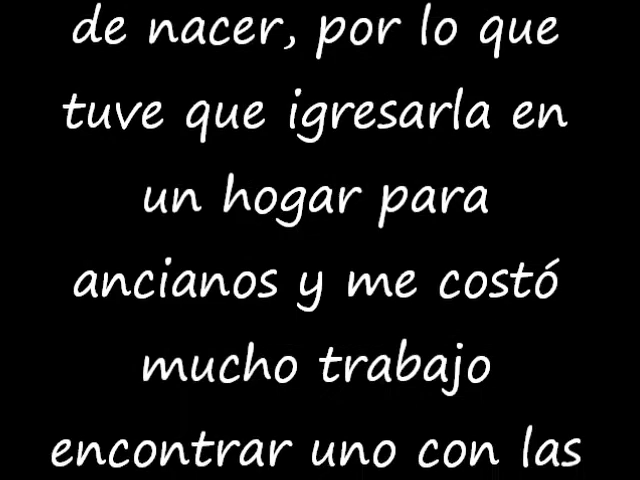 de nacer, por lo que
tuve que igresarla en
un hogar para
ancianos y me costó
mucho trabajo
encontrar uno con las